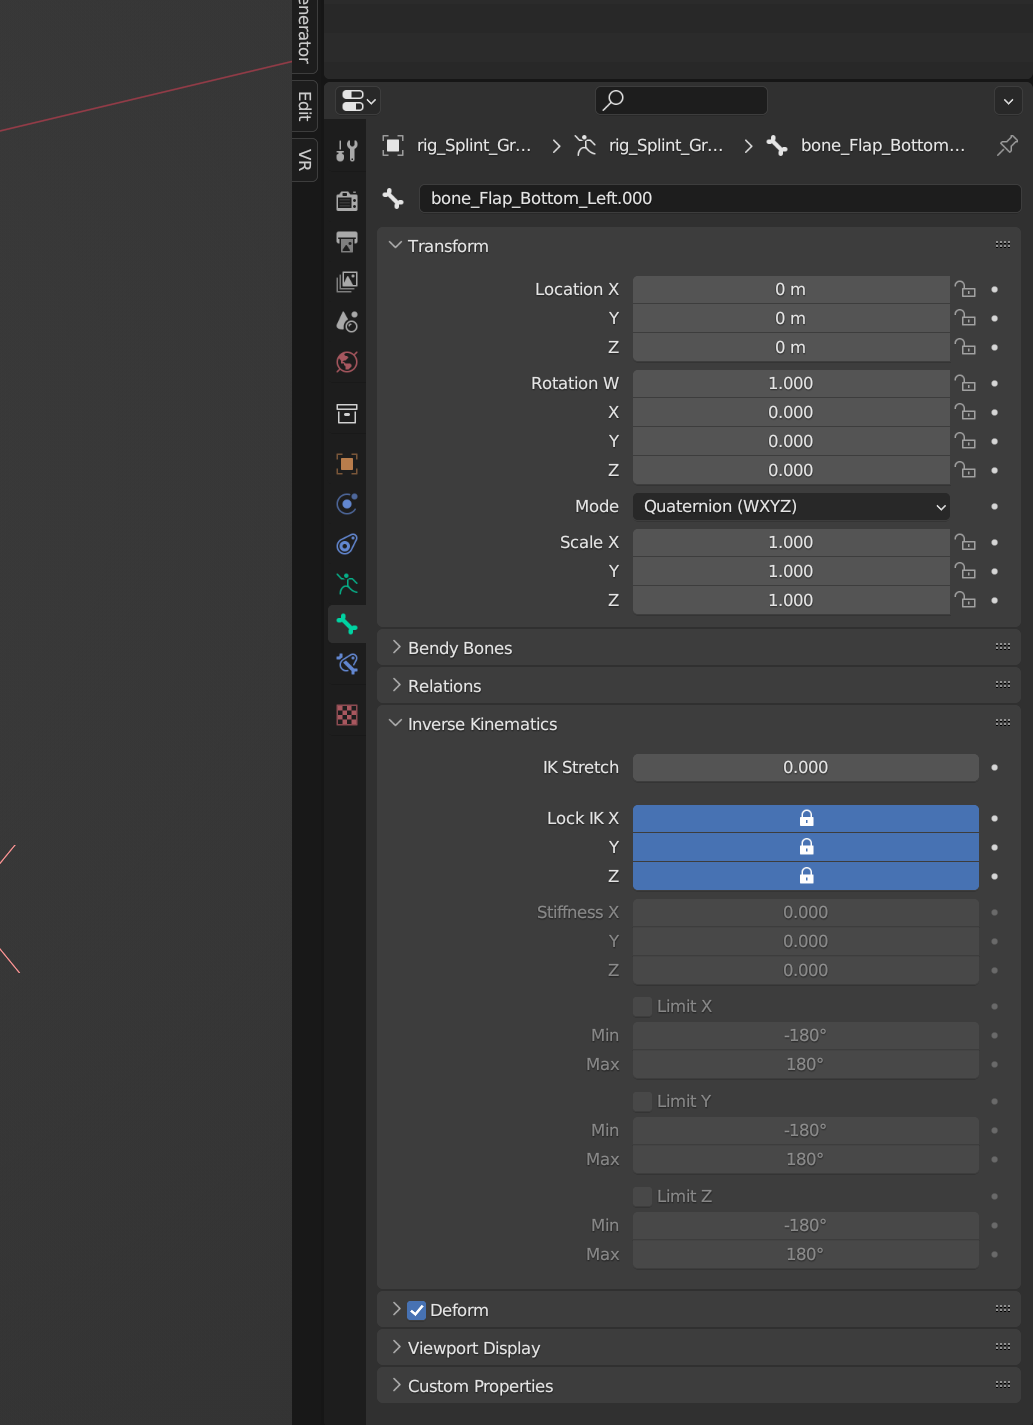 enerator
Edit
VR
rig_Splint_Gr... rig_Splint_Gr... bone_Flap_Bottom...
bone_Flap_Bottom_Left.000
Transform
Location X 0 m
Y 0 m
Z 0 m
Rotation W 1.000
X 0.000
Y 0.000
Z 0.000
Mode Quaternion (WXYZ)
Scale X 1.000
Y 1.000
Z 1.000
Bendy Bones
Relations
Inverse Kinematics
IK Stretch 0.000
Lock IK X
Y
Z
Stiffness X 0.000
Y 0.000
Z 0.000
Limit X
Min -180°
Max 180°
Limit Y
Min -180°
Max 180°
Limit Z
Min -180°
Max 180°
Deform
Viewport Display
Custom Properties